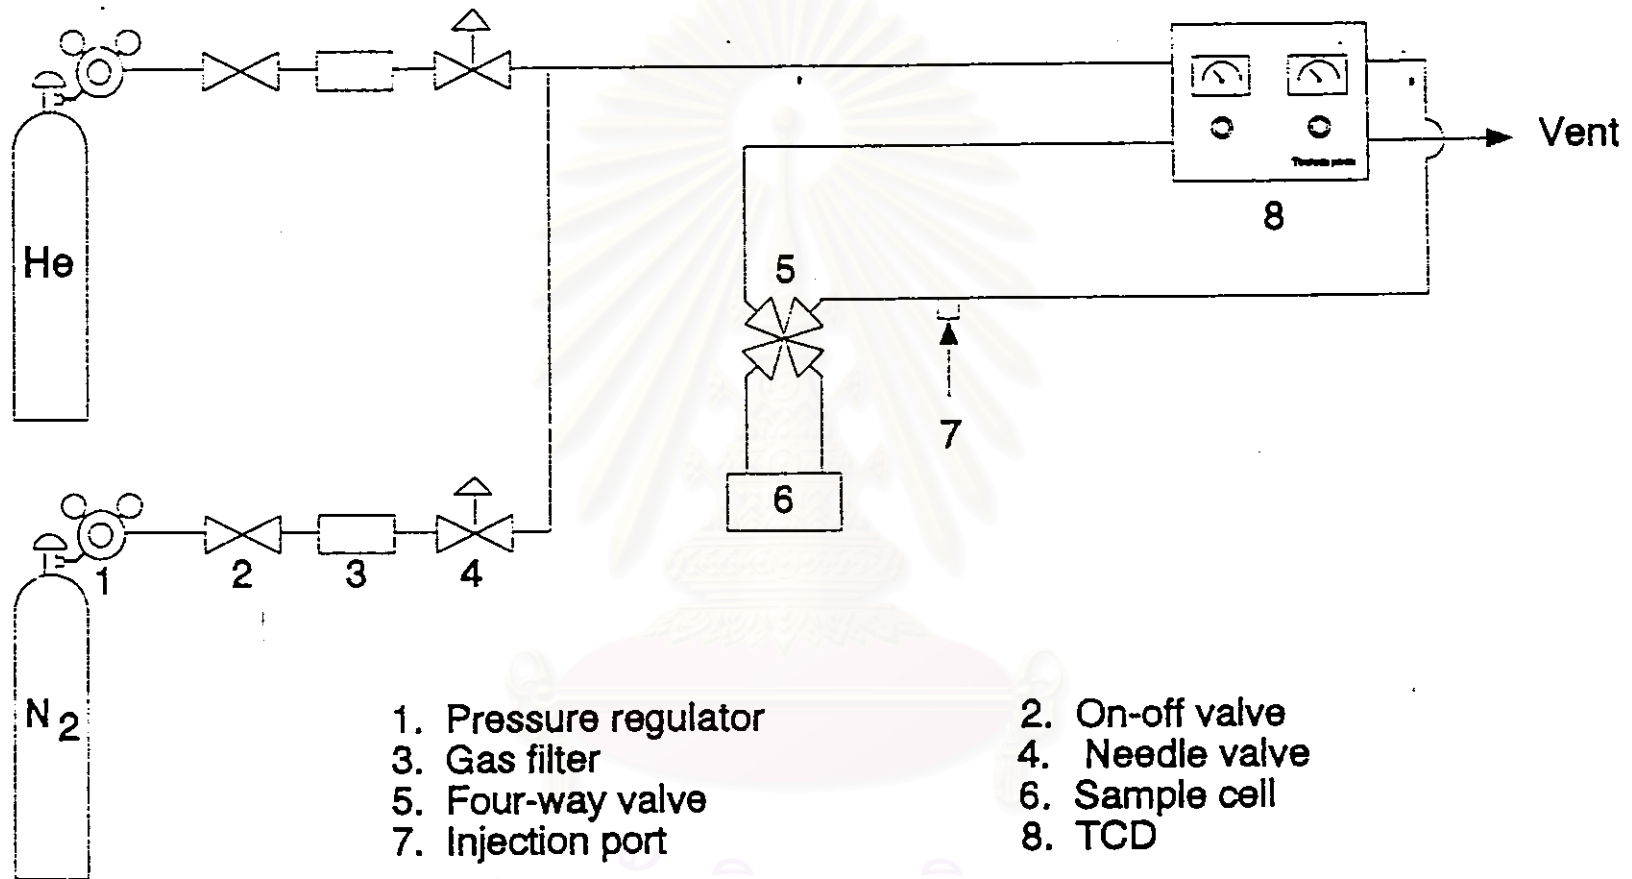 Vent
8
He
5
7
6
1 2 3 4
N2
1. Pressure regulator 2. On-off valve
3. Gas filter 4. Needle valve
5. Four-way valve 6. Sample cell
7. Injection port 8. TCD